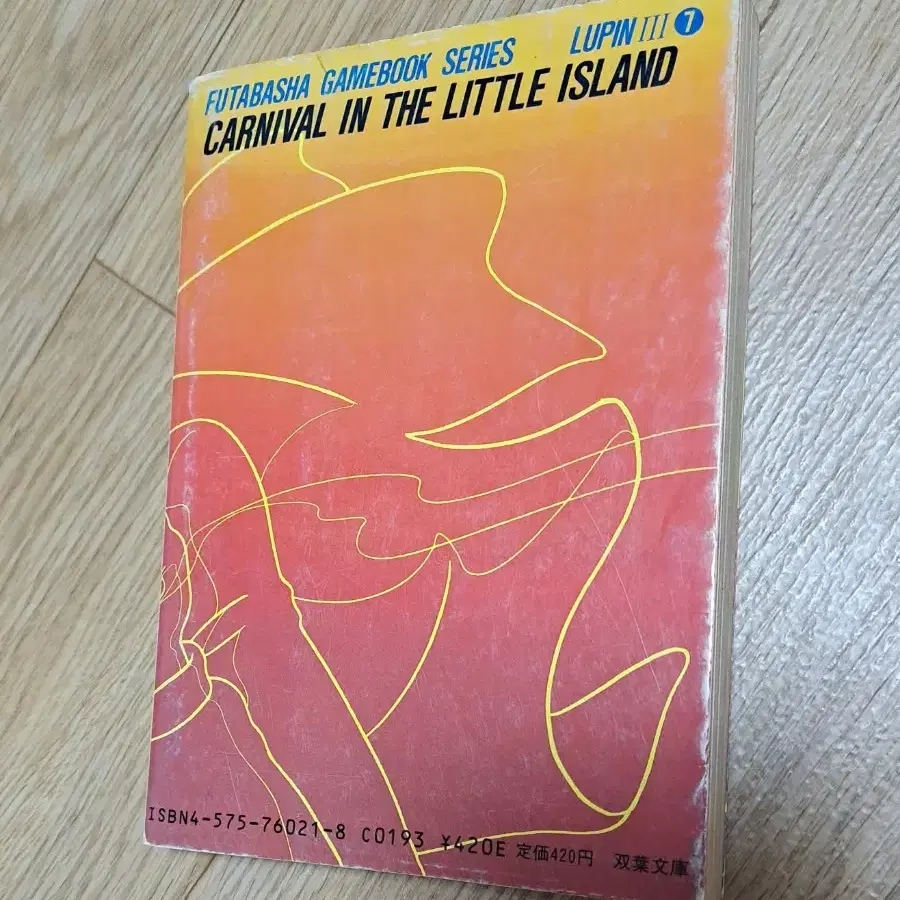 FUTABASHA GAMEBOOK SERIES LUPIN III 7
CARNIVAL IN THE LITTLE ISLAND
ISBN4-575-76021-8 C0193 ¥420E 定価420円 双葉文庫